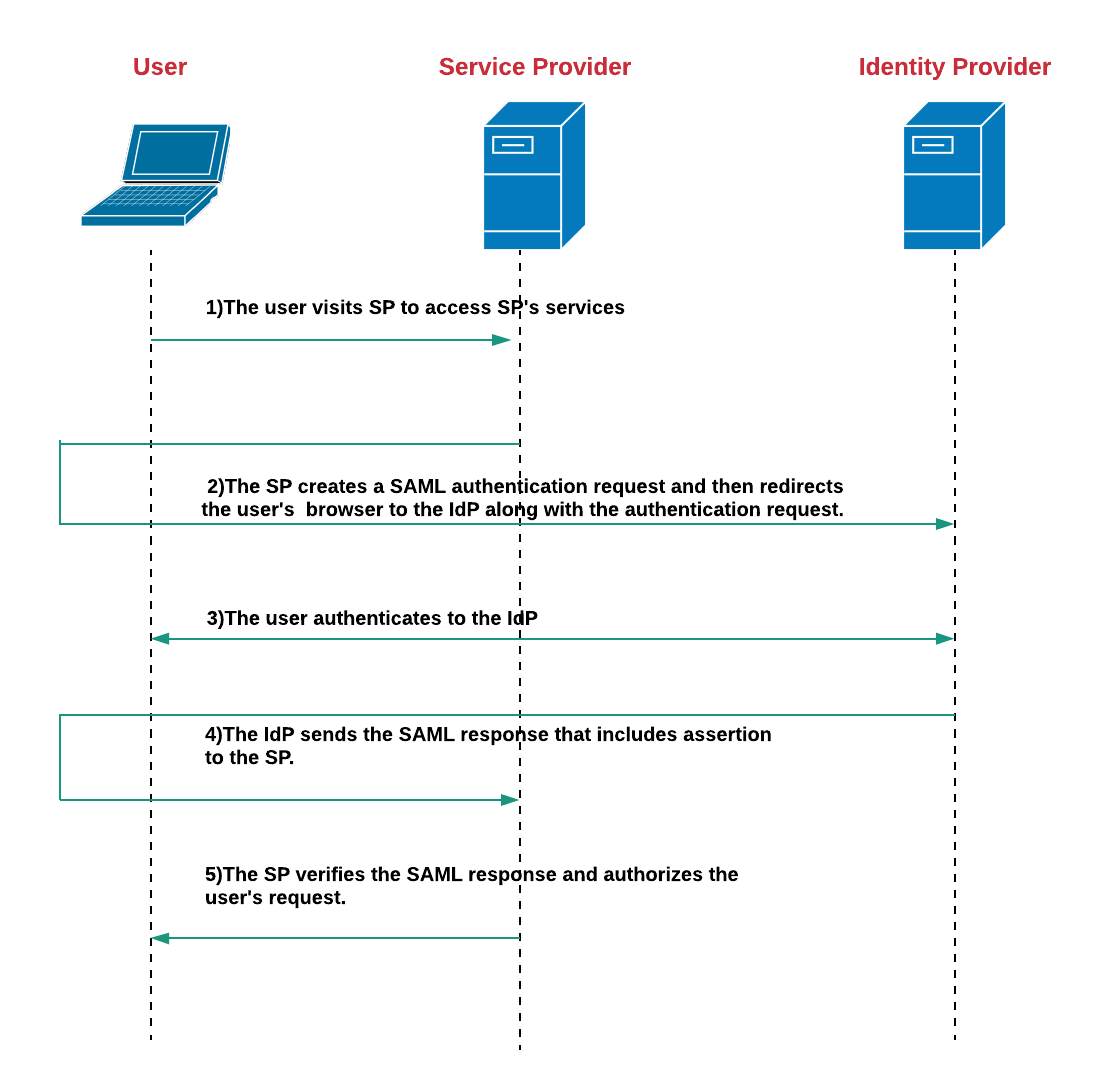 User
Service Provider
Identity Provider
1)The user visits SP to access SP's services
2)The SP creates a SAML authentication request and then redirects
the user's  browser to the IdP along with the authentication request.
3)The user authenticates to the IdP
4)The IdP sends the SAML response that includes assertion
to the SP.
5)The SP verifies the SAML response and authorizes the
user's request.